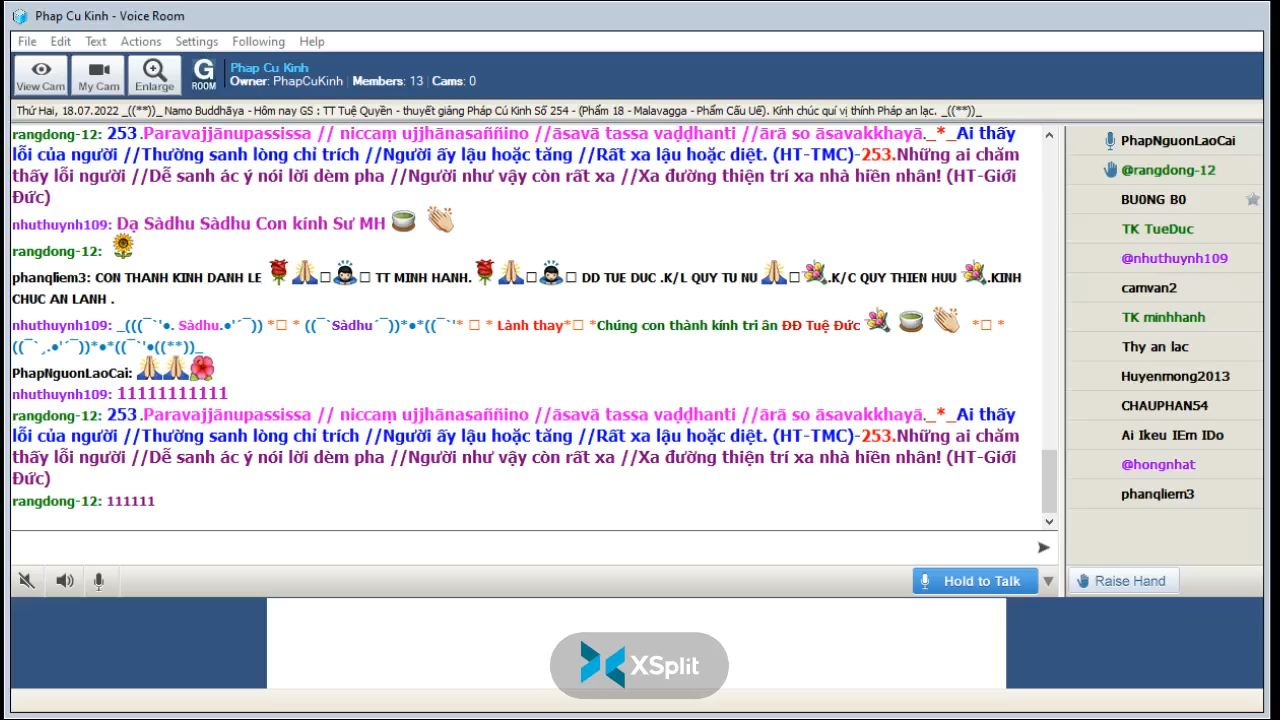 Phap Cu Kinh - Voice Room
File Edit Text Actions Settings Following Help
View Cam My Cam Enlarge G ROOM
Phap Cu Kinh
Owner: PhapCuKinh Members: 13 Cams: 0
Thứ Hai, 18.07.2022 _((**))_ Namo Buddhāya - Hôm nay GS : TT Tuệ Quyền - thuyết giảng Pháp Cú Kinh Số 254 - (Phẩm 18 - Malavagga - Phẩm Cấu Uế). Kính chúc quí vị thính Pháp an lạc. _((**))_
rangdong-12: 253.Paravajjānupassissa // niccaṃ ujjhānasaññino //āsavā tassa vaḍḍhanti //ārā so āsavakkhayā._*_Ai thấy
lỗi của người //Thường sanh lòng chỉ trích //Người ấy lậu hoặc tăng //Rất xa lậu hoặc diệt. (HT-TMC)-253.Những ai chăm
thấy lỗi người //Dễ sanh ác ý nói lời dèm pha //Người như vậy còn rất xa //Xa đường thiện trí xa nhà hiền nhân! (HT-Giới
Đức)
nhuthuynh109: Dạ Sàdhu Sàdhu Con kính Sư MH
rangdong-12:
phanqliem3: CON THANH KINH DANH LE TT MINH HANH. DD TUE DUC .K/L QUY TU NU .K/C QUY THIEN HUU .KINH
CHUC AN LANH .
nhuthuynh109: _(((¯`'•. Sàdhu.•'´¯)) *□ * ((¯`Sàdhu´¯))*•*((¯`'* □ * Lành thay*□ *Chúng con thành kính tri ân ĐĐ Tuệ Đức *□ *
((¯`¸.•'´¯))*•*((¯`'•((**))_
PhapNguonLaoCai:
nhuthuynh109: 11111111111
rangdong-12: 253.Paravajjānupassissa // niccaṃ ujjhānasaññino //āsavā tassa vaḍḍhanti //ārā so āsavakkhayā._*_Ai thấy
lỗi của người //Thường sanh lòng chỉ trích //Người ấy lậu hoặc tăng //Rất xa lậu hoặc diệt. (HT-TMC)-253.Những ai chăm
thấy lỗi người //Dễ sanh ác ý nói lời dèm pha //Người như vậy còn rất xa //Xa đường thiện trí xa nhà hiền nhân! (HT-Giới
Đức)
rangdong-12: 111111
PhapNguonLaoCai
@rangdong-12
BU0NG B0
TK TueDuc
@nhuthuynh109
camvan2
TK minhhanh
Thy an lac
Huyenmong2013
CHAUPHAN54
Ai Ikeu IEm IDo
@hongnhat
phanqliem3
Hold to Talk
Raise Hand
XSplit